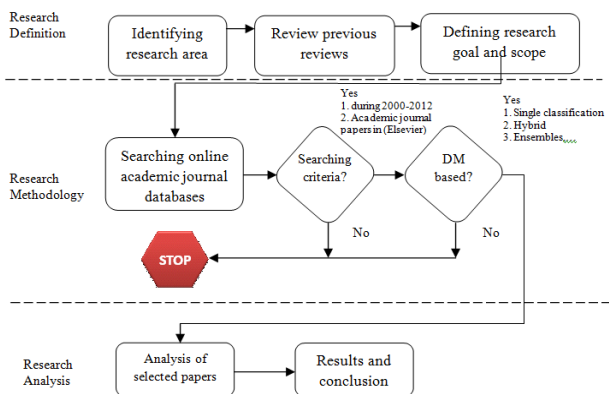 Research
Definition
Identifying
research area
Review previous
reviews
Defining research
goal and scope
Yes
1. during 2000-2012
2. Academic journal
papers in (Elsevier)
Yes
1. Single classification
2. Hybrid
3. Ensembles,,,,
Research
Methodology
Searching online
academic journal
databases
Searching
criteria?
DM
based?
No
No
STOP
Research
Analysis
Analysis of
selected papers
Results and
conclusion